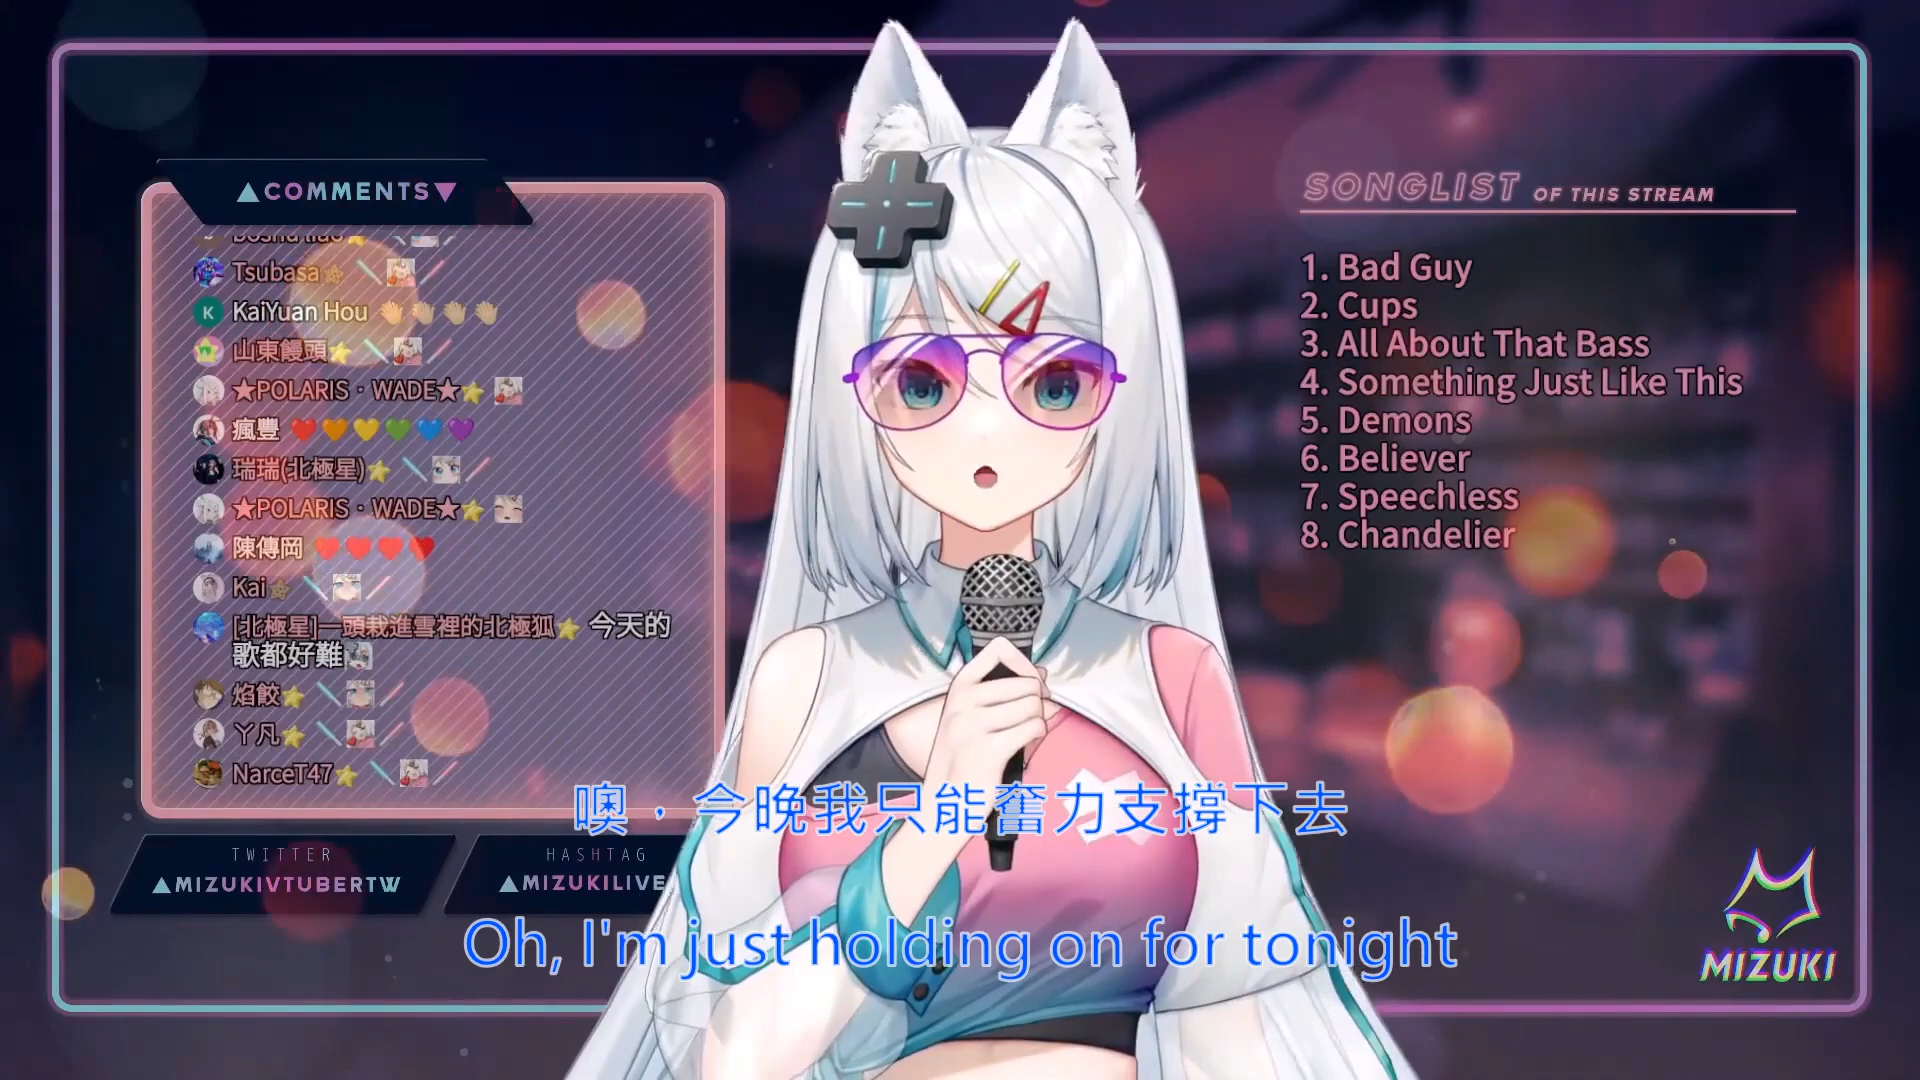 ▲COMMENTS▼
Tsubasa
K KaiYuan Hou 👏👏👏👏
山東饅頭⭐
★POLARIS・WADE★⭐
瘋豐 ❤️🧡💛💚💙💜
瑞瑞(北極星)⭐
★POLARIS・WADE★⭐
陳傳岡 ♥️♥️♥️♥️
Kai
[北極星]一頭栽進雪裡的北極狐⭐ 今天的
歌都好難
焰餃⭐
丫凡⭐
NarceT47⭐
TWITTER
▲MIZUKIVTUBERTW
HASHTAG
▲MIZUKILIVE
SONGLIST OF THIS STREAM
1. Bad Guy
2. Cups
3. All About That Bass
4. Something Just Like This
5. Demons
6. Believer
7. Speechless
8. Chandelier
噢，今晚我只能奮力支撐下去
Oh, I'm just holding on for tonight
MIZUKI